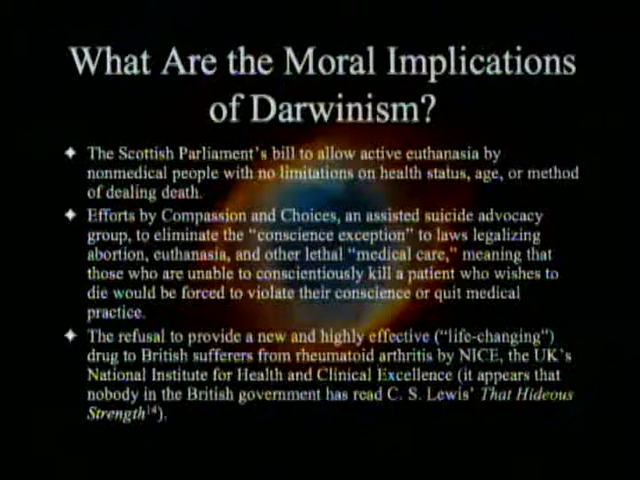 What Are the Moral Implications
of Darwinism?
✦ The Scottish Parliament's bill to allow active euthanasia by
nonmedical people with no limitations on health status, age, or method
of dealing death.
✦ Efforts by Compassion and Choices, an assisted suicide advocacy
group, to eliminate the "conscience exception" to laws legalizing
abortion, euthanasia, and other lethal "medical care," meaning that
those who are unable to conscientiously kill a patient who wishes to
die would be forced to violate their conscience or quit medical
practice.
✦ The refusal to provide a new and highly effective ("life-changing")
drug to British sufferers from rheumatoid arthritis by NICE, the UK's
National Institute for Health and Clinical Excellence (it appears that
nobody in the British government has read C. S. Lewis' That Hideous
Strength¹⁴).